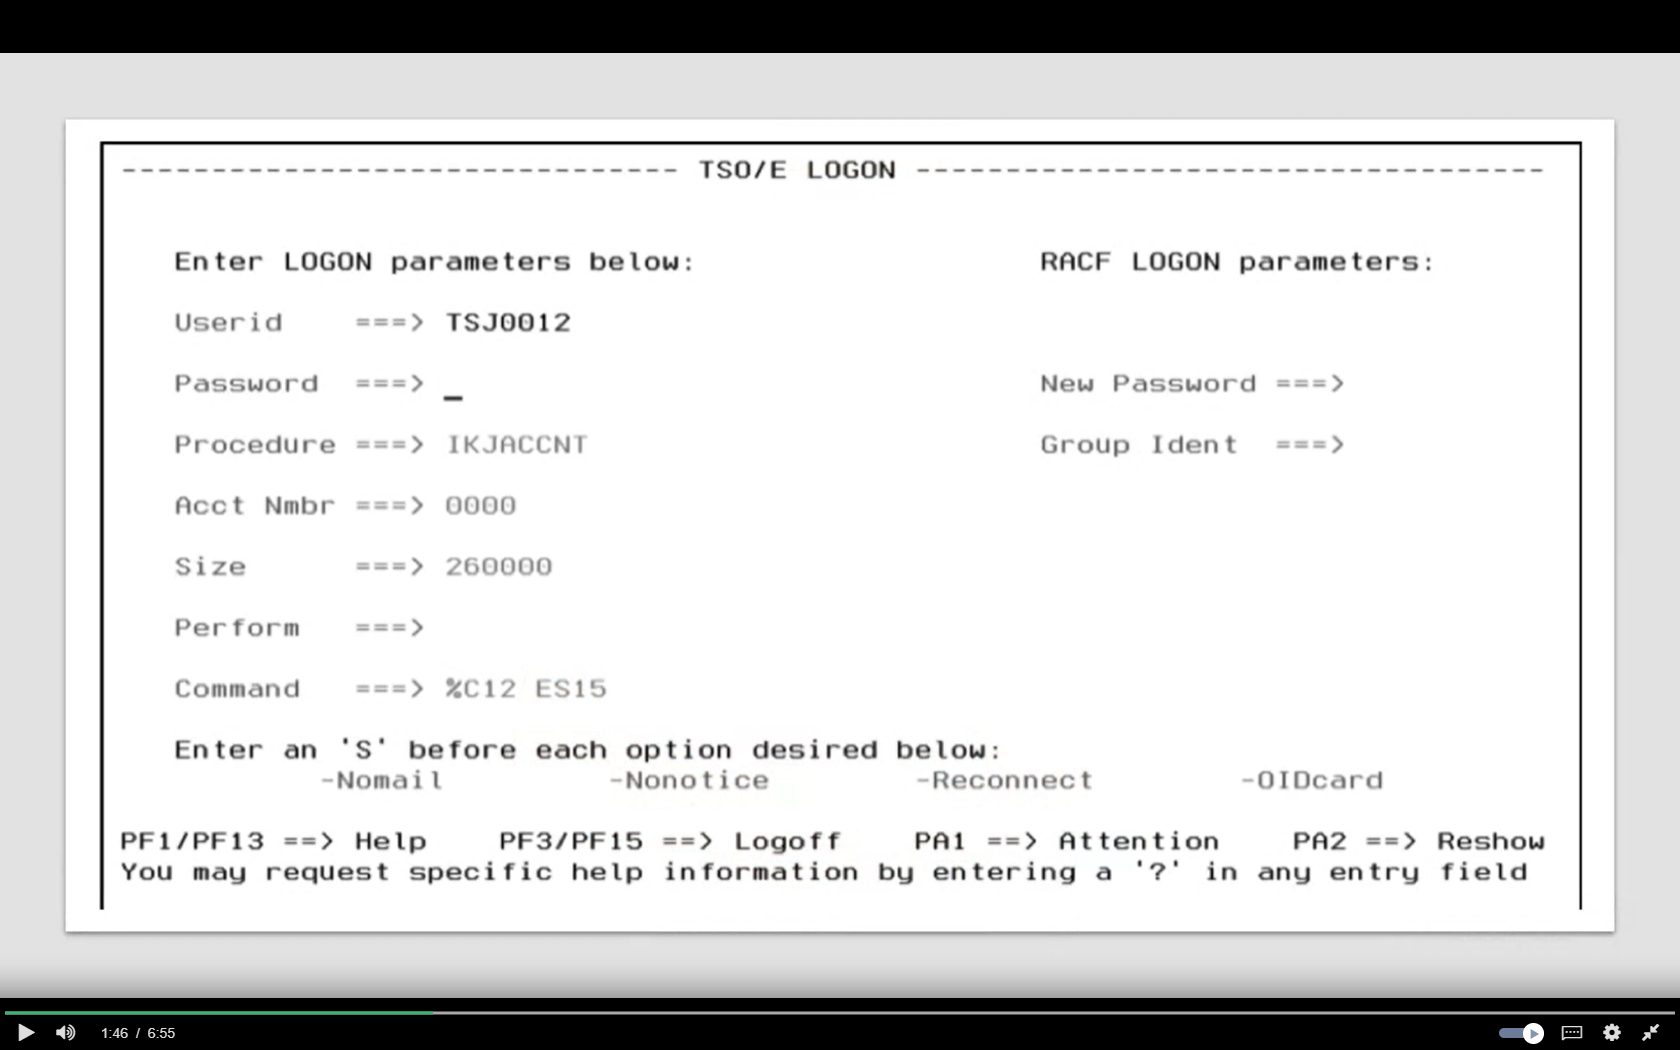 ------------------------------- TSO/E LOGON -----------------------------------
Enter LOGON parameters below: RACF LOGON parameters:
Userid ===> TSJ0012
Password ===> _ New Password ===>
Procedure ===> IKJACCNT Group Ident ===>
Acct Nmbr ===> 0000
Size ===> 260000
Perform ===>
Command ===> %C12 ES15
Enter an 'S' before each option desired below:
-Nomail -Nonotice -Reconnect -OIDcard
PF1/PF13 ==> Help PF3/PF15 ==> Logoff PA1 ==> Attention PA2 ==> Reshow
You may request specific help information by entering a '?' in any entry field
1:46 / 6:55